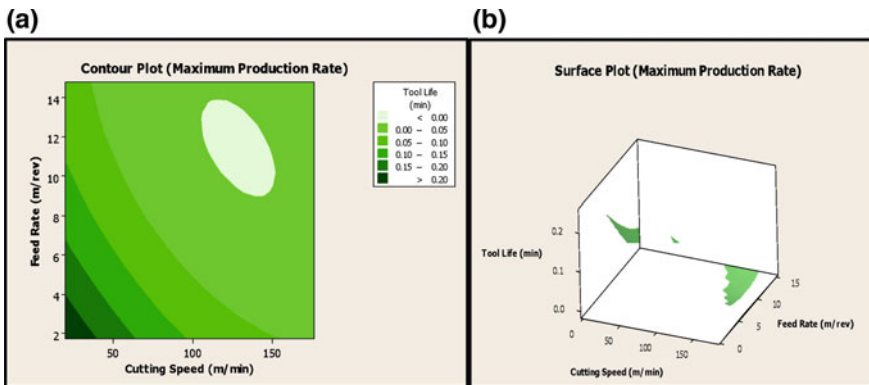 (a)
Contour Plot (Maximum Production Rate)
Feed Rate (m/rev)
14
12
10
8
6
4
2
50
100
150
Cutting Speed (m/min)
Tool Life
(min)
< 0.00
0.00 – 0.05
0.05 – 0.10
0.10 – 0.15
0.15 – 0.20
> 0.20
(b)
Surface Plot (Maximum Production Rate)
Tool Life (min)
0.2
0.1
0.0
0
50
100
150
Cutting Speed (m/min)
0
5
10
15
Feed Rate (m/rev)